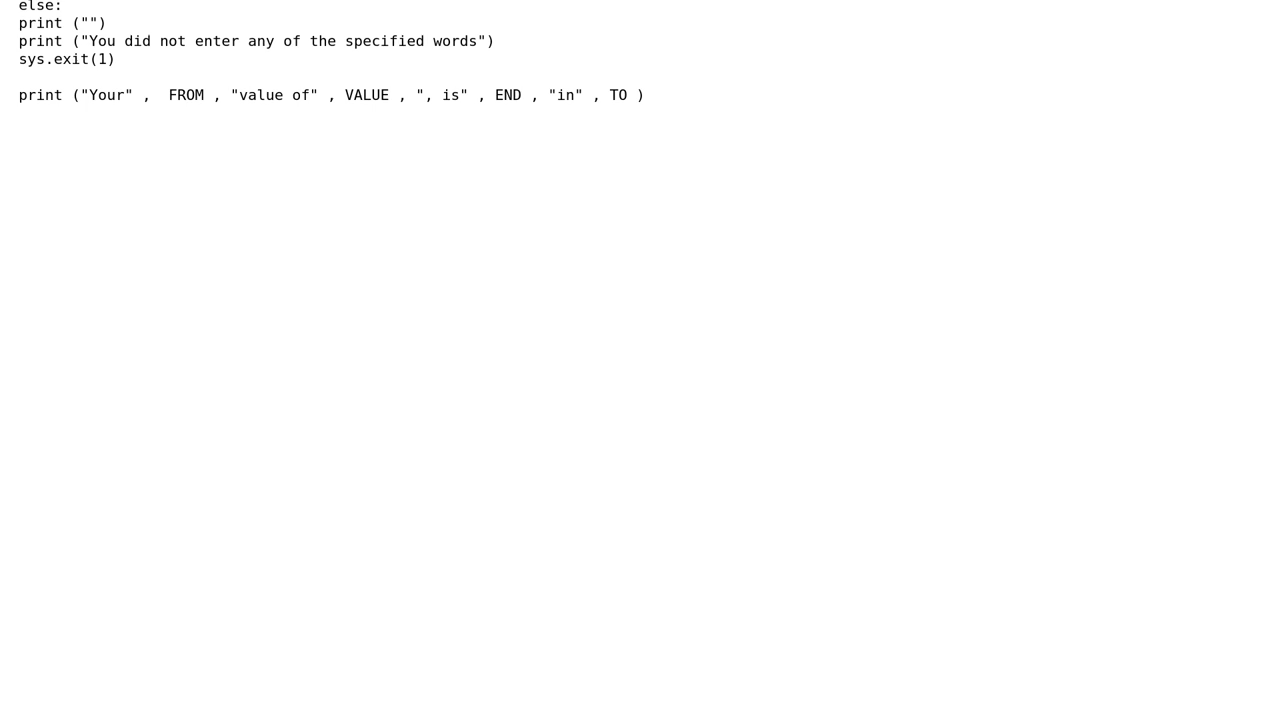 else:
print ("")
print ("You did not enter any of the specified words")
sys.exit(1)

print ("Your" ,  FROM , "value of" , VALUE , ", is" , END , "in" , TO )